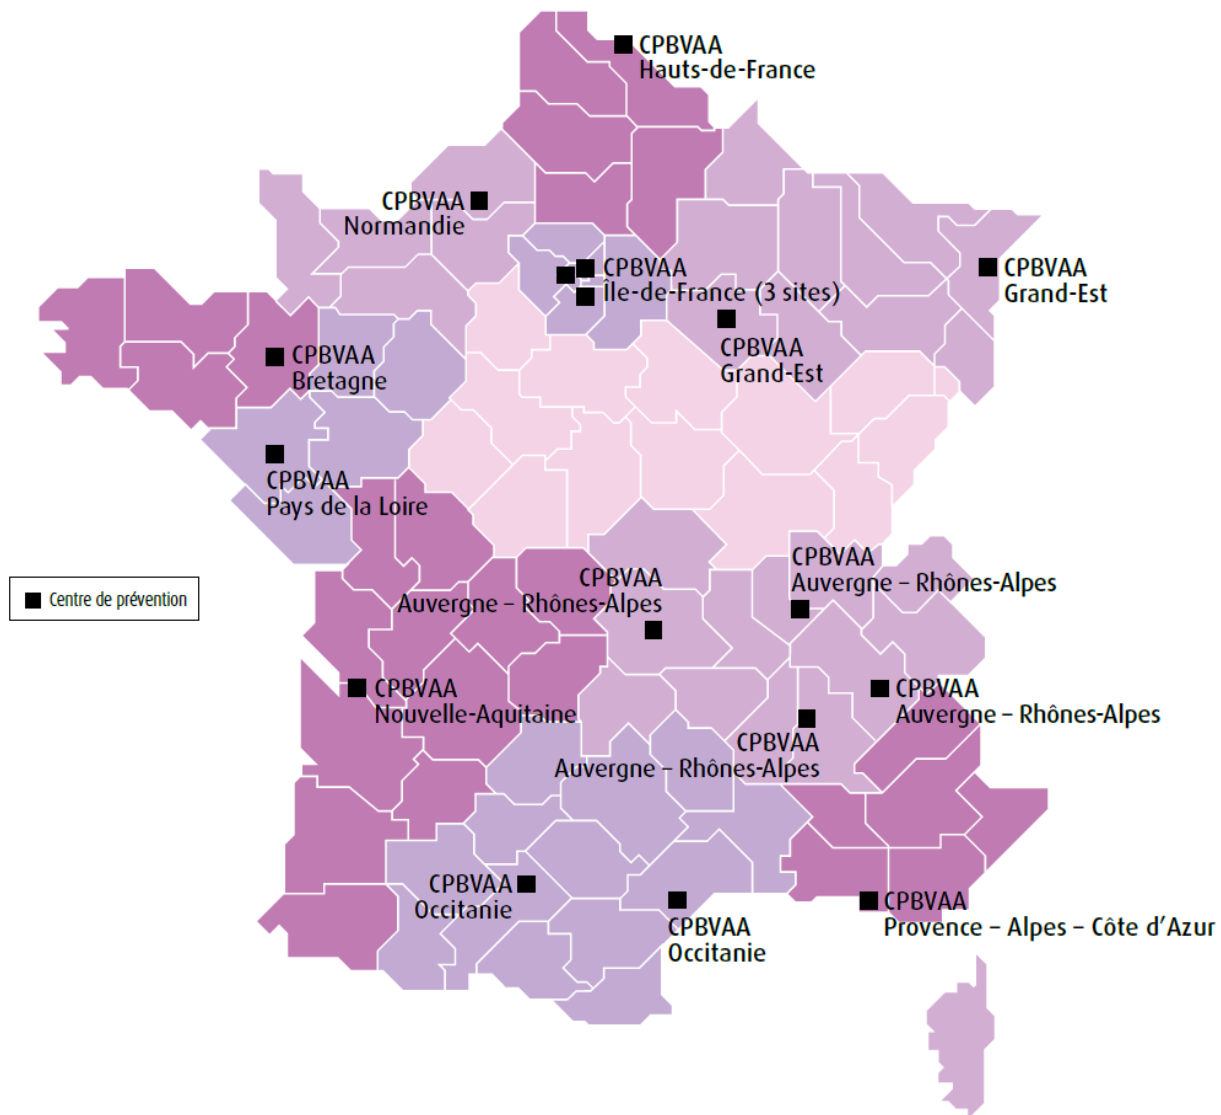 CPBVAA
Hauts-de-France
CPBVAA
Normandie
CPBVAA
Île-de-France (3 sites)
CPBVAA
Grand-Est
CPBVAA
Grand-Est
CPBVAA
Bretagne
CPBVAA
Pays de la Loire
CPBVAA
Auvergne – Rhônes-Alpes
CPBVAA
Auvergne – Rhônes-Alpes
Centre de prévention
CPBVAA
Nouvelle-Aquitaine
CPBVAA
Auvergne – Rhônes-Alpes
CPBVAA
Auvergne – Rhônes-Alpes
CPBVAA
Occitanie
CPBVAA
Occitanie
CPBVAA
Provence – Alpes – Côte d'Azur